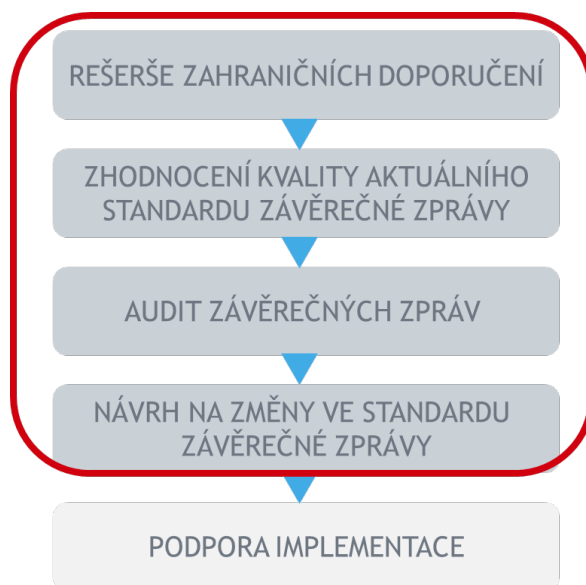 REŠERŠE ZAHRANIČNÍCH DOPORUČENÍ
ZHODNOCENÍ KVALITY AKTUÁLNÍHO
STANDARDU ZÁVĚREČNÉ ZPRÁVY
AUDIT ZÁVĚREČNÝCH ZPRÁV
NÁVRH NA ZMĚNY VE STANDARDU
ZÁVĚREČNÉ ZPRÁVY
PODPORA IMPLEMENTACE